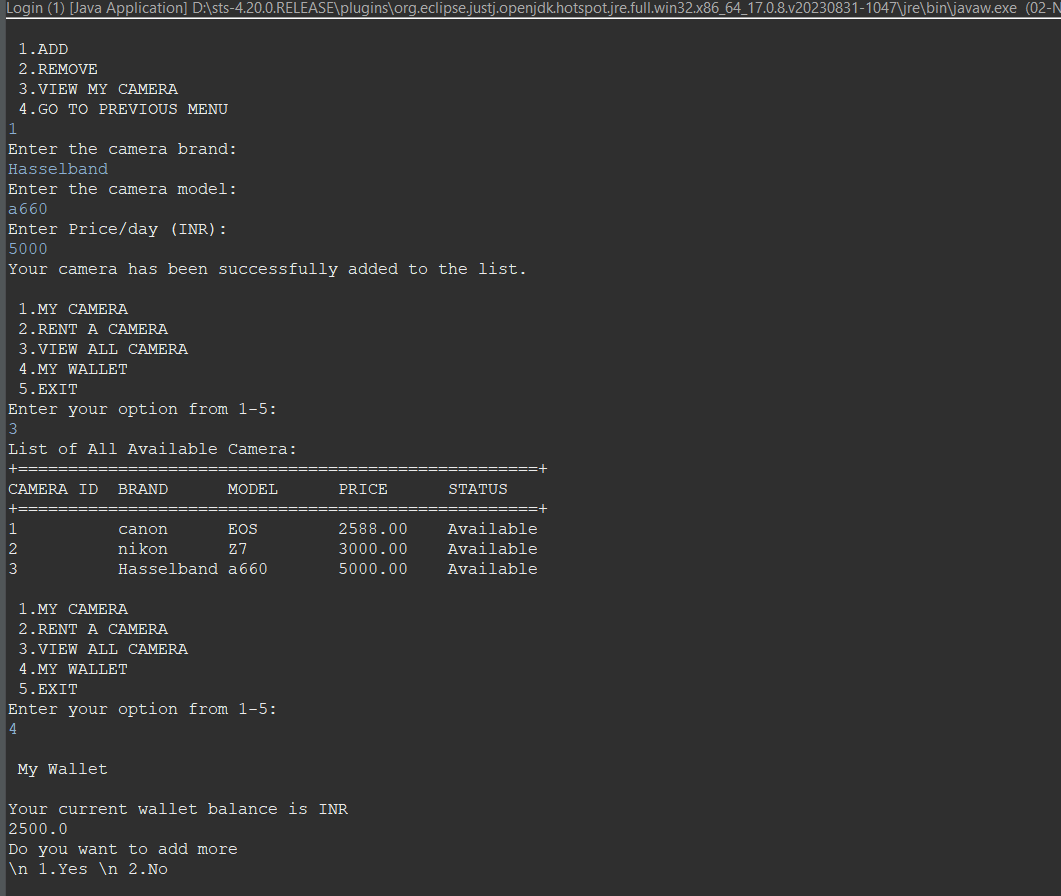 Login (1) [Java Application] D:\sts-4.20.0.RELEASE\plugins\org.eclipse.justj.openjdk.hotspot.jre.full.win32.x86_64_17.0.8.v20230831-1047\jre\bin\javaw.exe (02-N
1.ADD
2.REMOVE
3.VIEW MY CAMERA
4.GO TO PREVIOUS MENU
1
Enter the camera brand:
Hasselband
Enter the camera model:
a660
Enter Price/day (INR):
5000
Your camera has been successfully added to the list.
1.MY CAMERA
2.RENT A CAMERA
3.VIEW ALL CAMERA
4.MY WALLET
5.EXIT
Enter your option from 1-5:
3
List of All Available Camera:
+====================================================+
CAMERA ID BRAND MODEL PRICE STATUS
+====================================================+
1 canon EOS 2588.00 Available
2 nikon Z7 3000.00 Available
3 Hasselband a660 5000.00 Available
1.MY CAMERA
2.RENT A CAMERA
3.VIEW ALL CAMERA
4.MY WALLET
5.EXIT
Enter your option from 1-5:
4
My Wallet
Your current wallet balance is INR
2500.0
Do you want to add more
\n 1.Yes \n 2.No